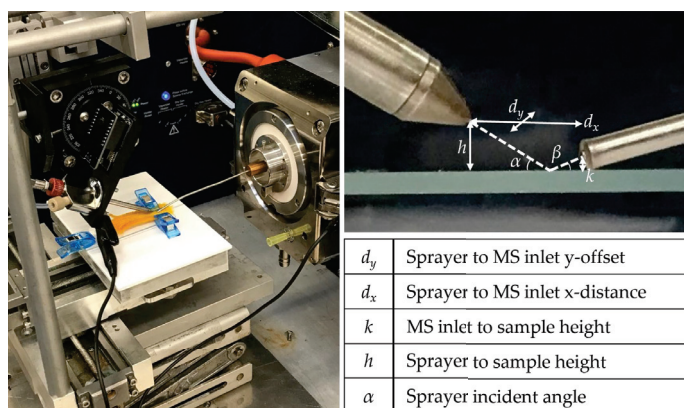 d_y
d_x
h
α
β
k
d_y Sprayer to MS inlet y-offset
d_x Sprayer to MS inlet x-distance
k MS inlet to sample height
h Sprayer to sample height
α Sprayer incident angle